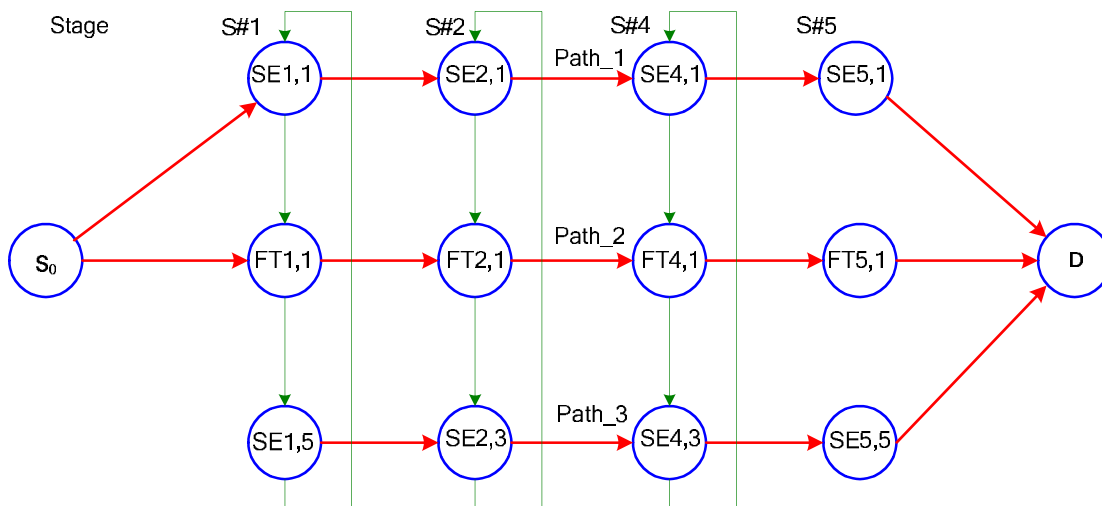 Stage S#1 S#2 S#4 S#5
Path_1
SE1,1 SE2,1 SE4,1 SE5,1
Path_2
S₀ FT1,1 FT2,1 FT4,1 FT5,1 D
Path_3
SE1,5 SE2,3 SE4,3 SE5,5